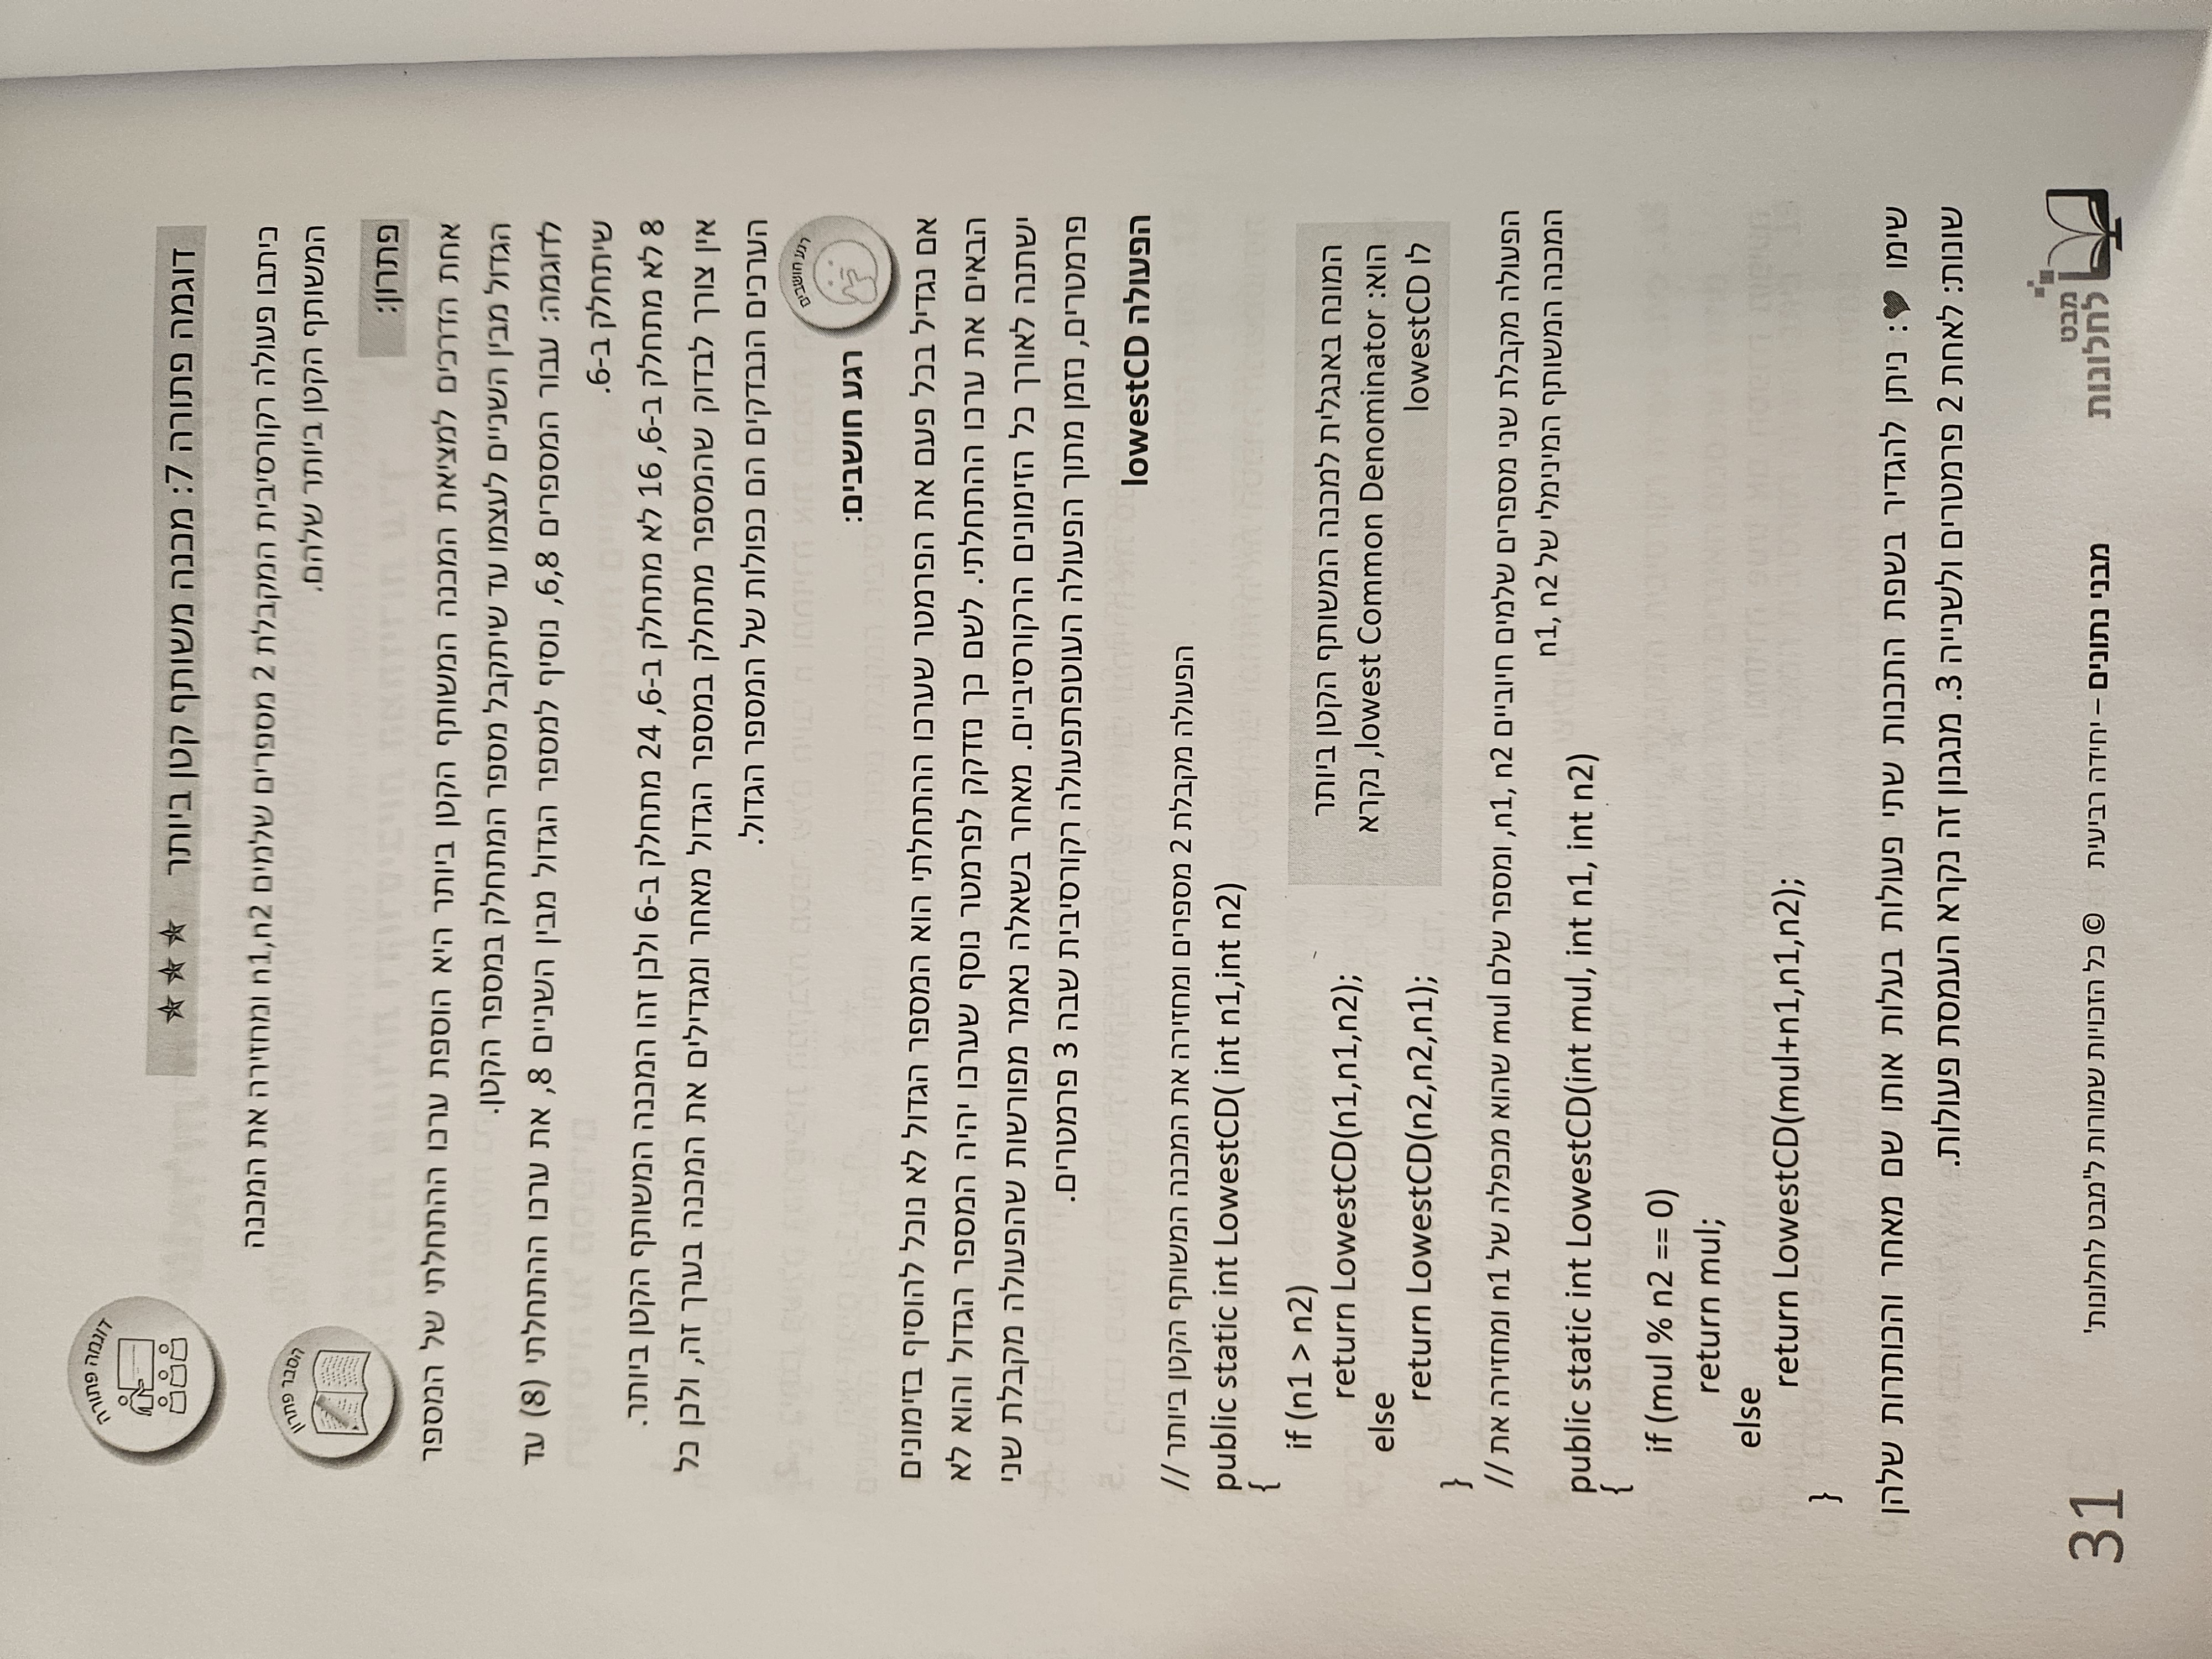 דוגמה פתורה
דוגמה פתורה 7: מכנה משותף קטן ביותר ✯ ✯ ✯
כיתבו פעולה רקורסיבית המקבלת 2 מספרים שלמים n1,n2 ומחזירה את המכנה
המשותף הקטן ביותר שלהם.
הסבר פתרון
פתרון:
אחת הדרכים למציאת המכנה המשותף הקטן ביותר היא הוספת ערכו ההתחלתי של המספר
הגדול מבין השניים לעצמו עד שיתקבל מספר המתחלק במספר הקטן.
לדוגמה: עבור המספרים 6,8, נוסיף למספר הגדול מבין השניים 8, את ערכו ההתחלתי (8) עד
שיתחלק ב-6.
8 לא מתחלק ב-6, 16 לא מתחלק ב-6, 24 מתחלק ב-6 ולכן זהו המכנה המשותף הקטן ביותר.
אין צורך לבדוק שהמספר מתחלק במספר הגדול מאחר ומגדילים את המכנה בערך זה, ולכן כל
הערכים הנבדקים הם כפולות של המספר הגדול.
רגע חושבים
רגע חושבים:
אם נגדיל בכל פעם את הפרמטר שערכו ההתחלתי הוא המספר הגדול לא נוכל להוסיף בזימונים
הבאים את ערכו ההתחלתי. לשם כך נזדקק לפרמטר נוסף שערכו יהיה המספר הגדול והוא לא
ישתנה לאורך כל הזימונים הרקורסיביים. מאחר בשאלה נאמר מפורשות שהפעולה מקבלת שני
פרמטרים, נזמן מתוך הפעולה העוטפתפעולה רקורסיבית שבה 3 פרמטרים.
הפעולה lowestCD
// הפעולה מקבלת 2 מספרים ומחזירה את המכנה המשותף הקטן ביותר
public static int LowestCD( int n1,int n2)
{
if (n1 > n2)
return LowestCD(n1,n1,n2);
else
return LowestCD(n2,n2,n1);
}
המונח באנגלית למכנה המשותף הקטן ביותר
הוא: lowest Common Denominator, נקרא
לו lowestCD
// הפעולה מקבלת שני מספרים שלמים חיוביים n1, n2, ומספר שלם mul שהוא מכפלה של n1 ומחזירה את
המכנה המשותף המינימלי של n1, n2
public static int LowestCD(int mul, int n1, int n2)
{
if (mul % n2 == 0)
return mul;
else
return LowestCD(mul+n1,n1,n2);
}
שימו ♥: ניתן להגדיר בשפת התכנות שתי פעולות בעלות אותו שם מאחר והכותרות שלהן
שונות: לאחת 2 פרמטרים ולשנייה 3. מנגנון זה נקרא העמסת פעולות.
מבט
לחלונות
מבני נתונים – יחידה רביעית © כל הזכויות שמורות ל'מבט לחלונות'
31